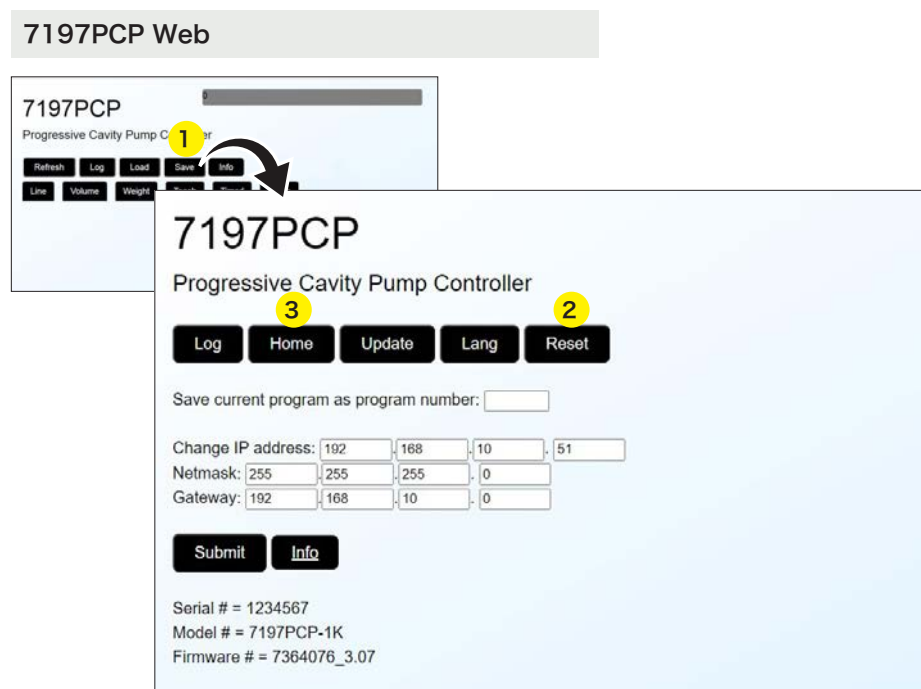 7197PCP Web
0
7197PCP
Progressive Cavity Pump C er
1
Refresh Log Load Save Info
Line Volume Weight
7197PCP
Progressive Cavity Pump Controller
3 2
Log Home Update Lang Reset
Save current program as program number:
Change IP address: 192 . 168 . 10 . 51
Netmask: 255 . 255 . 255 . 0
Gateway: 192 . 168 . 10 . 0
Submit Info
Serial # = 1234567
Model # = 7197PCP-1K
Firmware # = 7364076_3.07